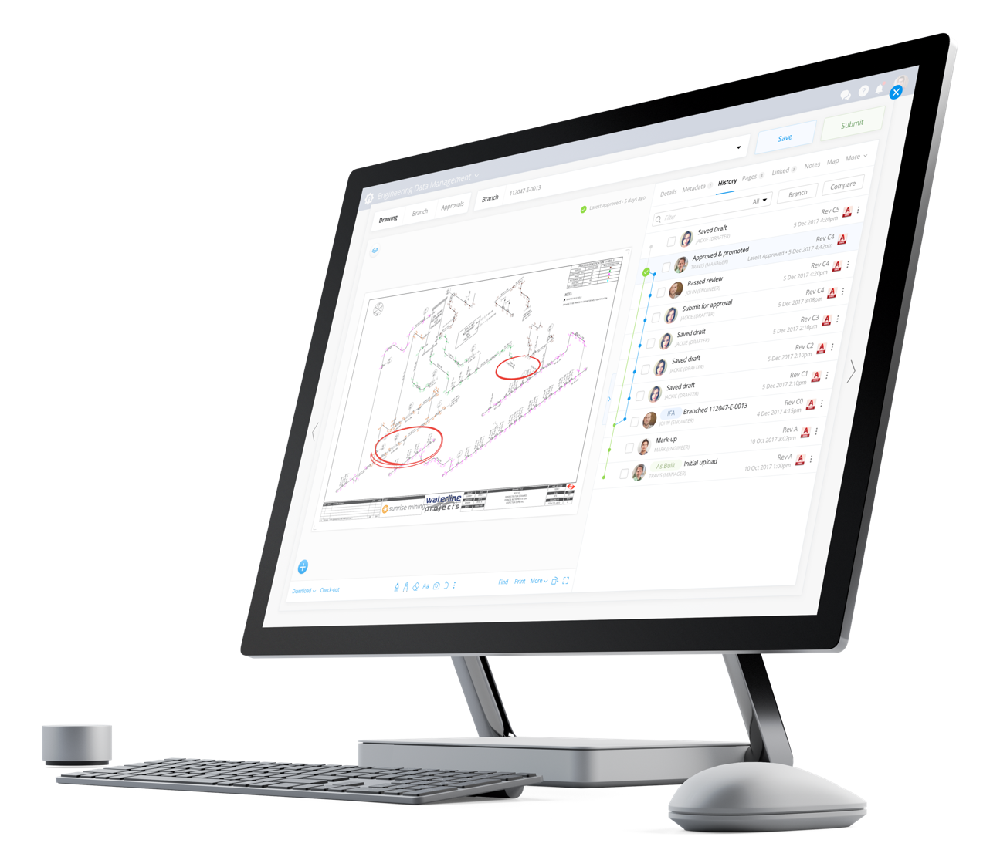 Engineering Data Management
Save
Submit
Drawing
Branch
Approvals
Branch
112047-E-0013
Latest approved - 5 days ago
Details
Metadata
History
Pages
Linked
Notes
Map
More
Filter
All
Branch
Compare
Saved Draft
JACKIE (DRAFTER)
Rev C5
5 Dec 2017 4:20pm
Approved & promoted
TRAVIS (MANAGER)
Rev C4
Latest Approved • 5 Dec 2017 4:42pm
Passed review
JOHN (ENGINEER)
Rev C4
5 Dec 2017 4:20pm
Submit for approval
JACKIE (DRAFTER)
Rev C4
5 Dec 2017 3:08pm
Saved draft
JACKIE (DRAFTER)
Rev C3
5 Dec 2017 2:10pm
Saved draft
JACKIE (DRAFTER)
Rev C2
5 Dec 2017 2:10pm
Saved draft
JACKIE (DRAFTER)
Rev C1
5 Dec 2017 2:10pm
IFA Branched 112047-E-0013
JOHN (ENGINEER)
Rev C0
4 Dec 2017 4:15pm
Mark-up
MARK (ENGINEER)
Rev A
10 Oct 2017 3:02pm
As Built Initial upload
TRAVIS (MANAGER)
Rev A
10 Oct 2017 1:00pm
sunrise mining
waterline
projects
Download
Check-out
Aa
Find
Print
More